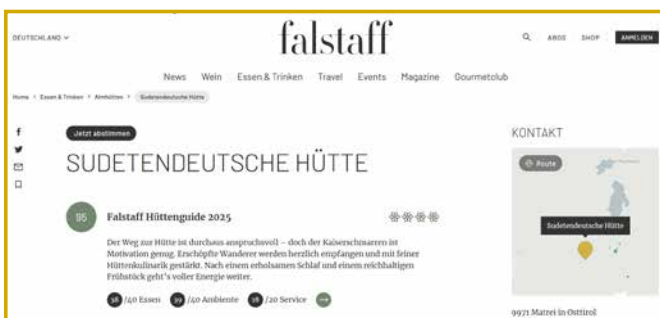 DEUTSCHLAND
falstaff
ABOS SHOP ANMELDEN
News Wein Essen & Trinken Travel Events Magazine Gourmetclub
Home Essen & Trinken Almhütten Sudetendeutsche Hütte
Jetzt abstimmen
KONTAKT
SUDETENDEUTSCHE HÜTTE
Route
95 Falstaff Hüttenguide 2025
Sudetendeutsche Hütte
Der Weg zur Hütte ist durchaus anspruchsvoll – doch der Kaiserschmarren ist
Motivation genug. Erschöpfte Wanderer werden herzlich empfangen und mit feiner
Hüttenkulinarik gestärkt. Nach einem erholsamen Schlaf und einem reichhaltigen
Frühstück geht's voller Energie weiter.
38 /40 Essen 39 /40 Ambiente 18 /20 Service
9971 Matrei in Osttirol